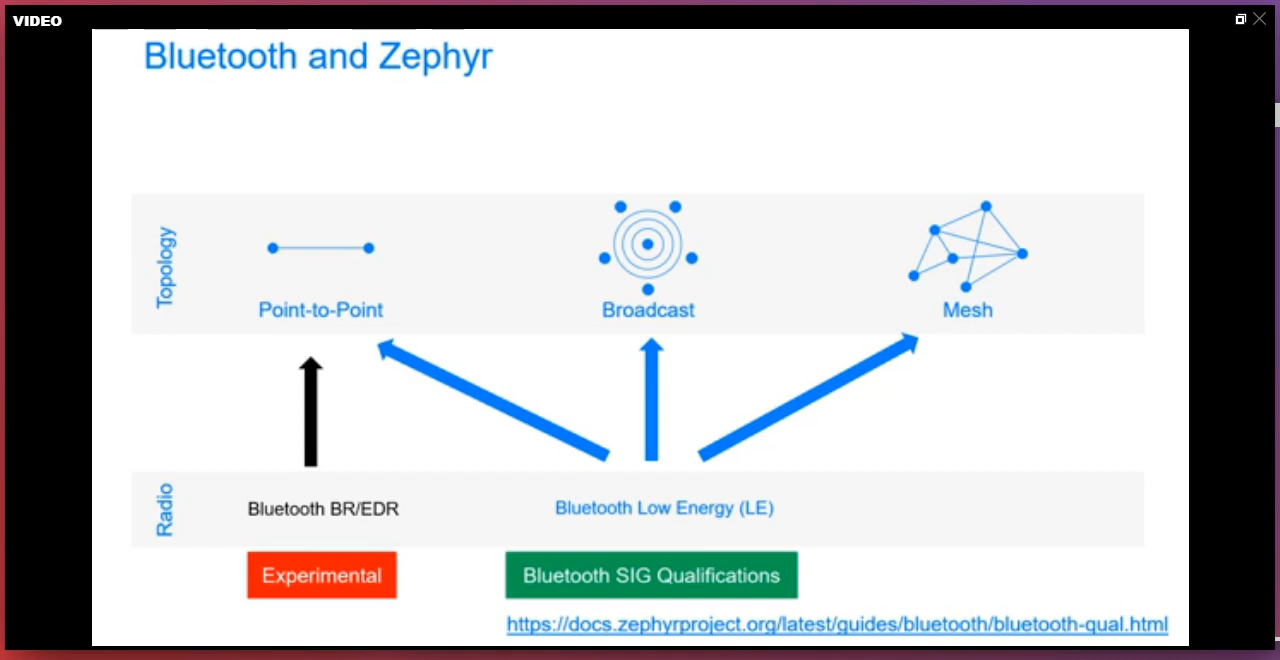 VIDEO
Bluetooth and Zephyr
Topology
Point-to-Point
Broadcast
Mesh
Radio
Bluetooth BR/EDR
Bluetooth Low Energy (LE)
Experimental
Bluetooth SIG Qualifications
https://docs.zephyrproject.org/latest/guides/bluetooth/bluetooth-qual.html